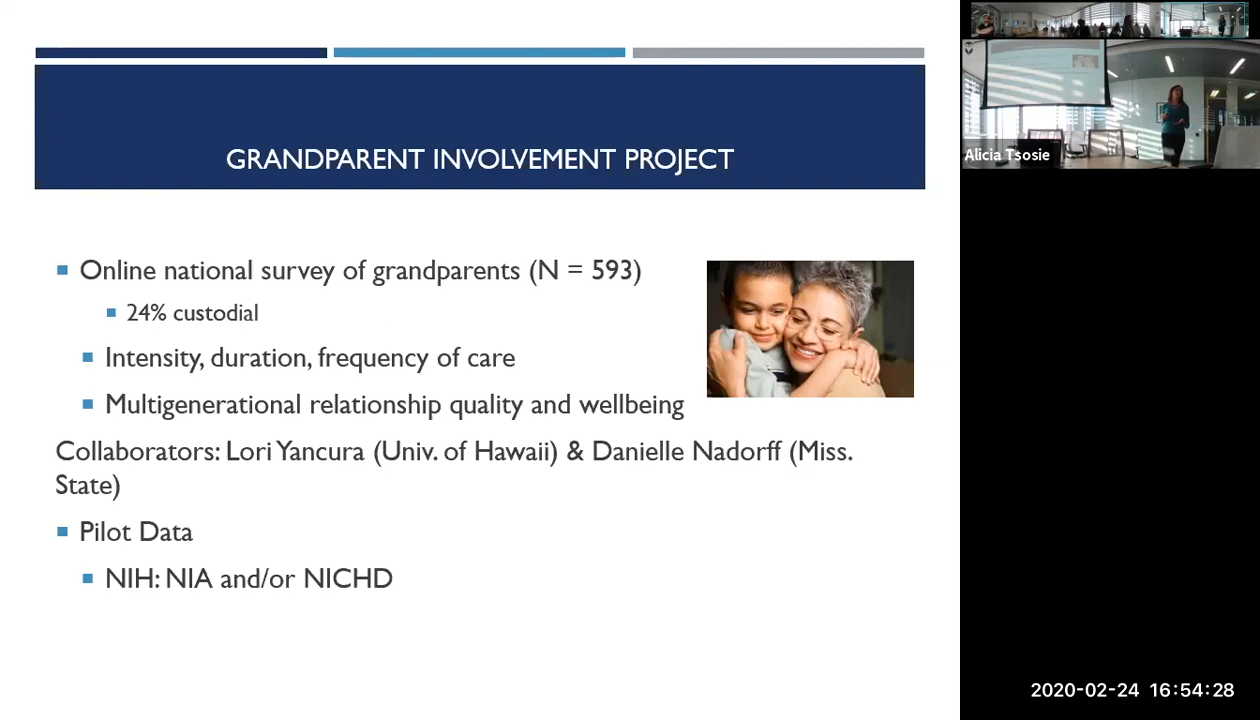 GRANDPARENT INVOLVEMENT PROJECT
Online national survey of grandparents (N = 593)
24% custodial
Intensity, duration, frequency of care
Multigenerational relationship quality and wellbeing
Collaborators: Lori Yancura (Univ. of Hawaii) & Danielle Nadorff (Miss.
State)
Pilot Data
NIH: NIA and/or NICHD
Alicia Tsosie
2020-02-24 16:54:28